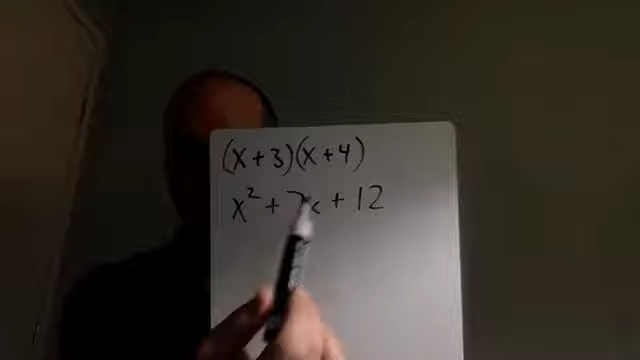 (x+3)(x+4)
x² + 7x + 12